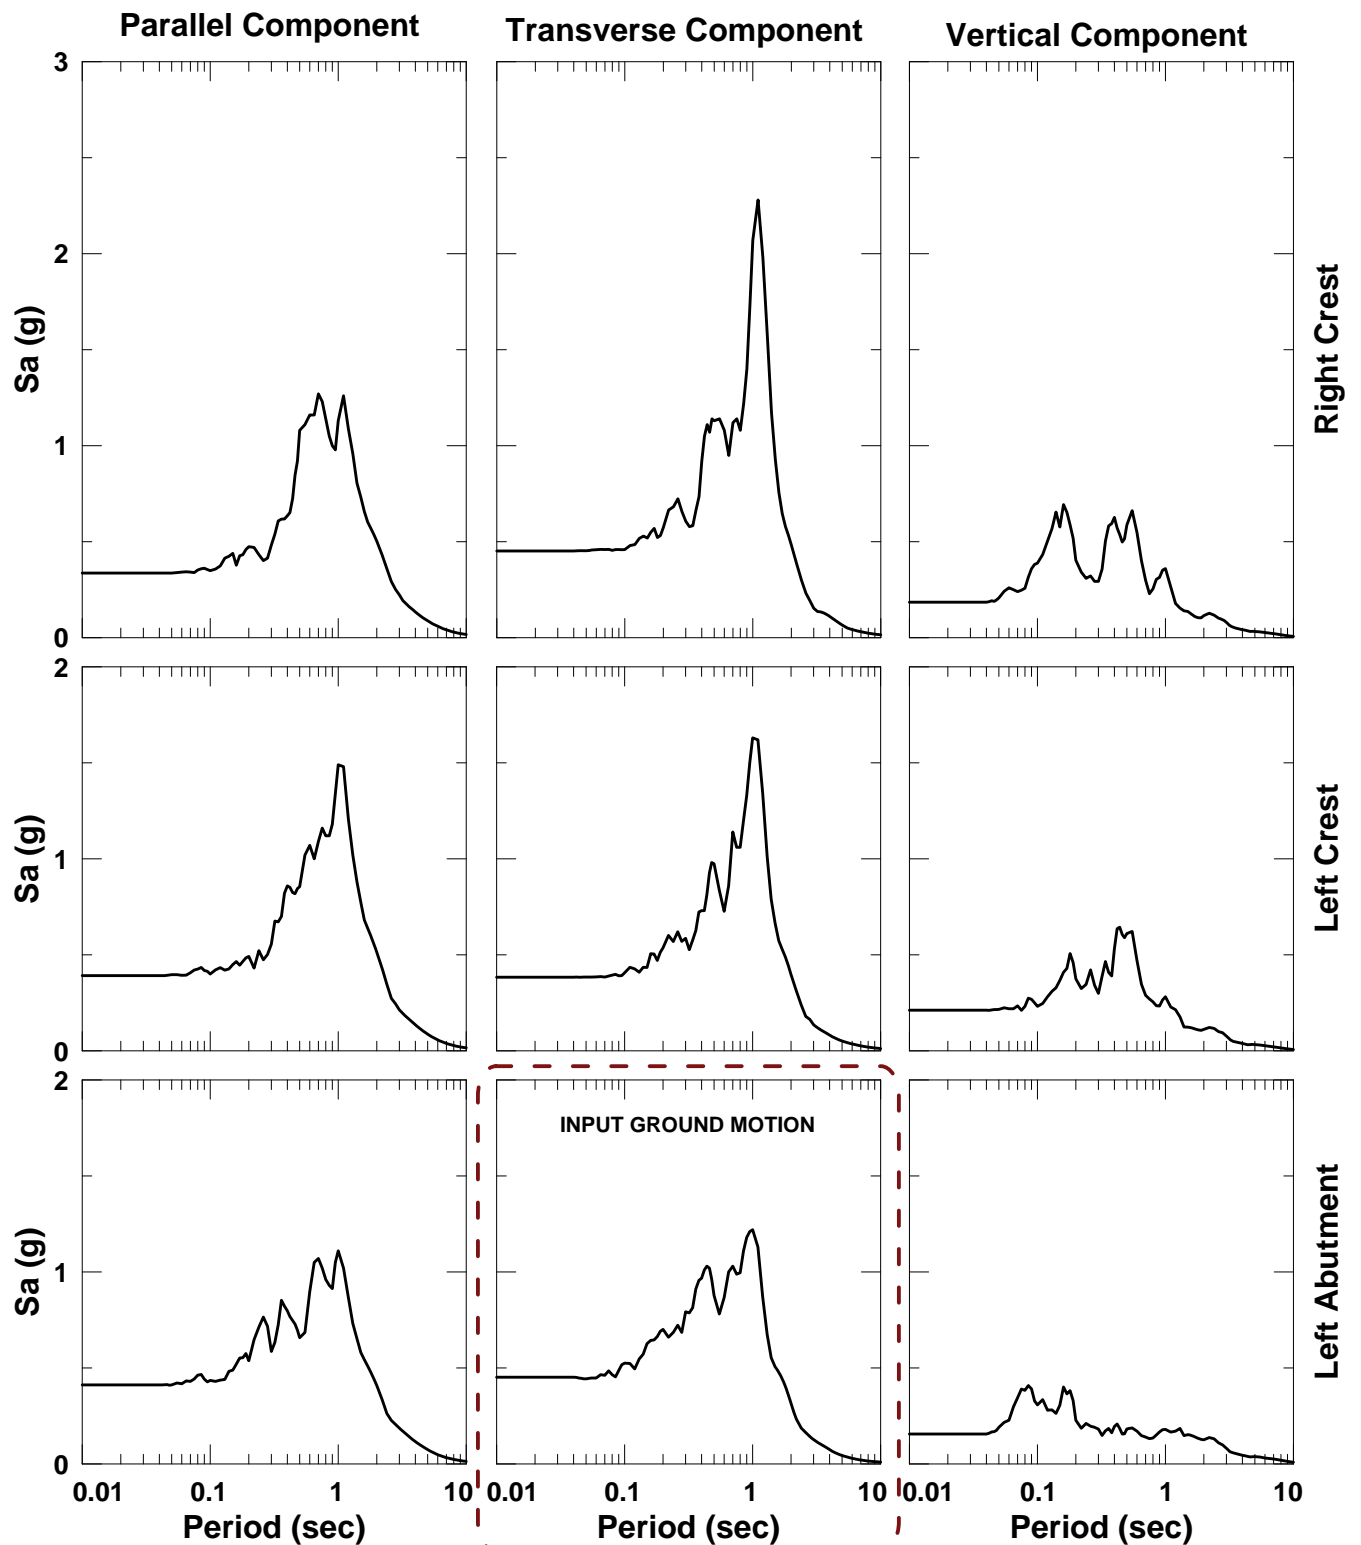 Parallel Component
Transverse Component
Vertical Component
3
2
1
0
Sa (g)
Right Crest
2
1
0
Sa (g)
Left Crest
2
1
0
Sa (g)
INPUT GROUND MOTION
Left Abutment
0.01 0.1 1 10
0.01 0.1 1 10
0.01 0.1 1 10
Period (sec)
Period (sec)
Period (sec)